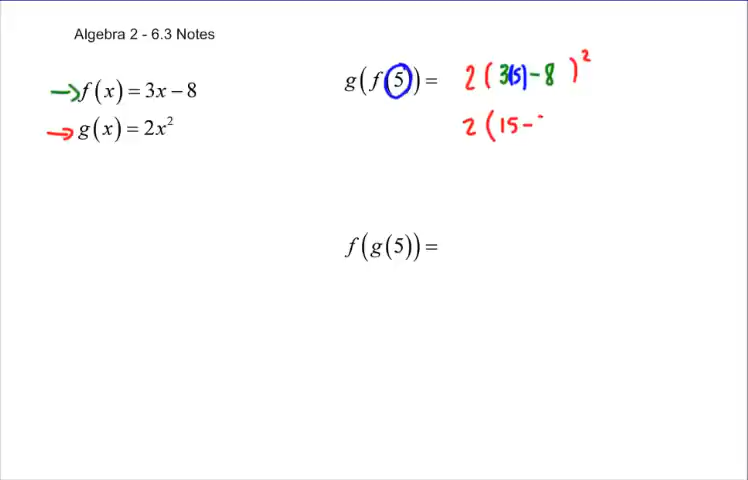 Algebra 2 - 6.3 Notes
f(x) = 3x − 8
g(x) = 2x²
g(f(5)) = 2(3(5) − 8)²
2(15 −
f(g(5)) =